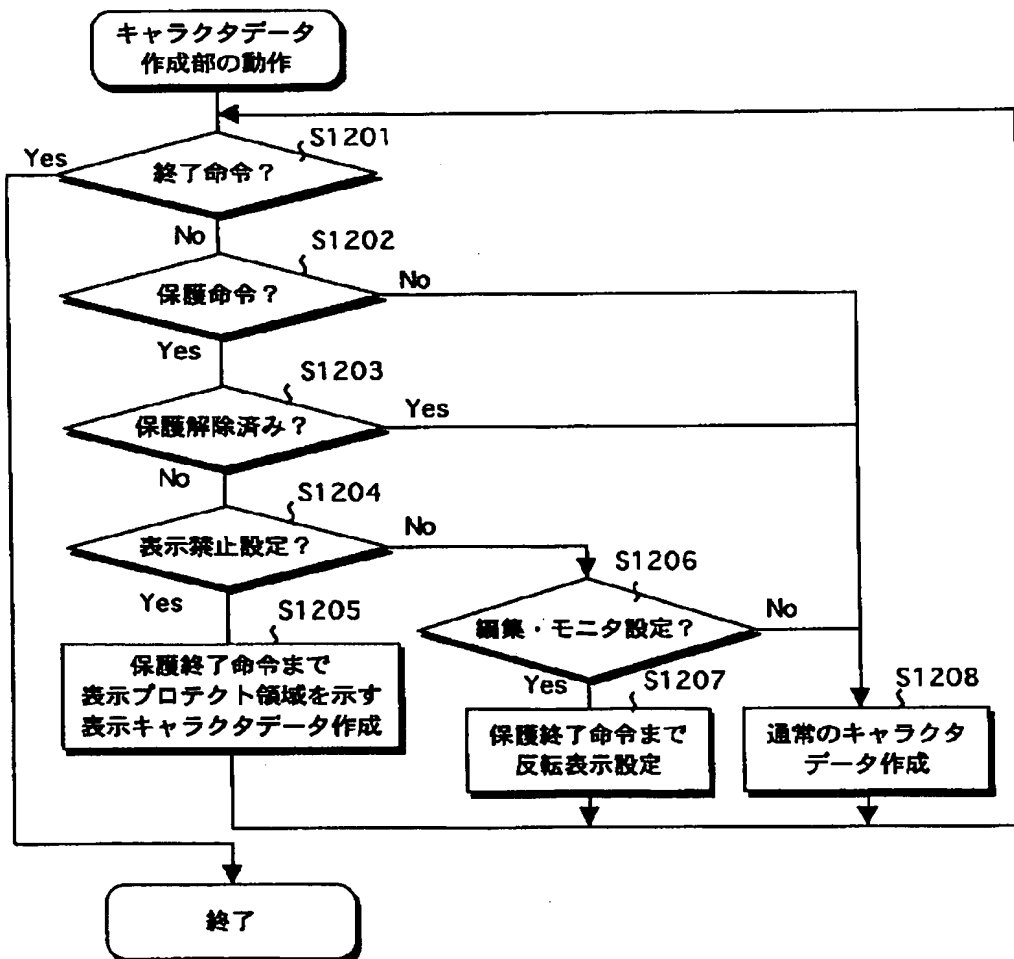 キャラクタデータ
作成部の動作
S1201
Yes
終了命令？
No
S1202
保護命令？
No
Yes
S1203
保護解除済み？
Yes
No
S1204
表示禁止設定？
No
Yes
S1206
編集・モニタ設定？
No
Yes
S1205
保護終了命令まで
表示プロテクト領域を示す
表示キャラクタデータ作成
S1207
保護終了命令まで
反転表示設定
S1208
通常のキャラクタ
データ作成
終了